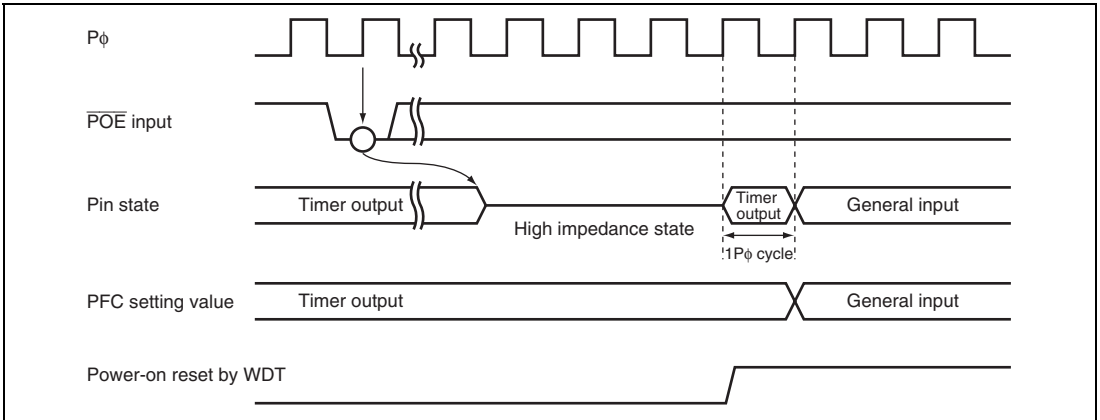 Pϕ
P̅O̅E̅ input
Pin state
Timer output
High impedance state
Timer
output
General input
1Pϕ cycle
PFC setting value
Timer output
General input
Power-on reset by WDT